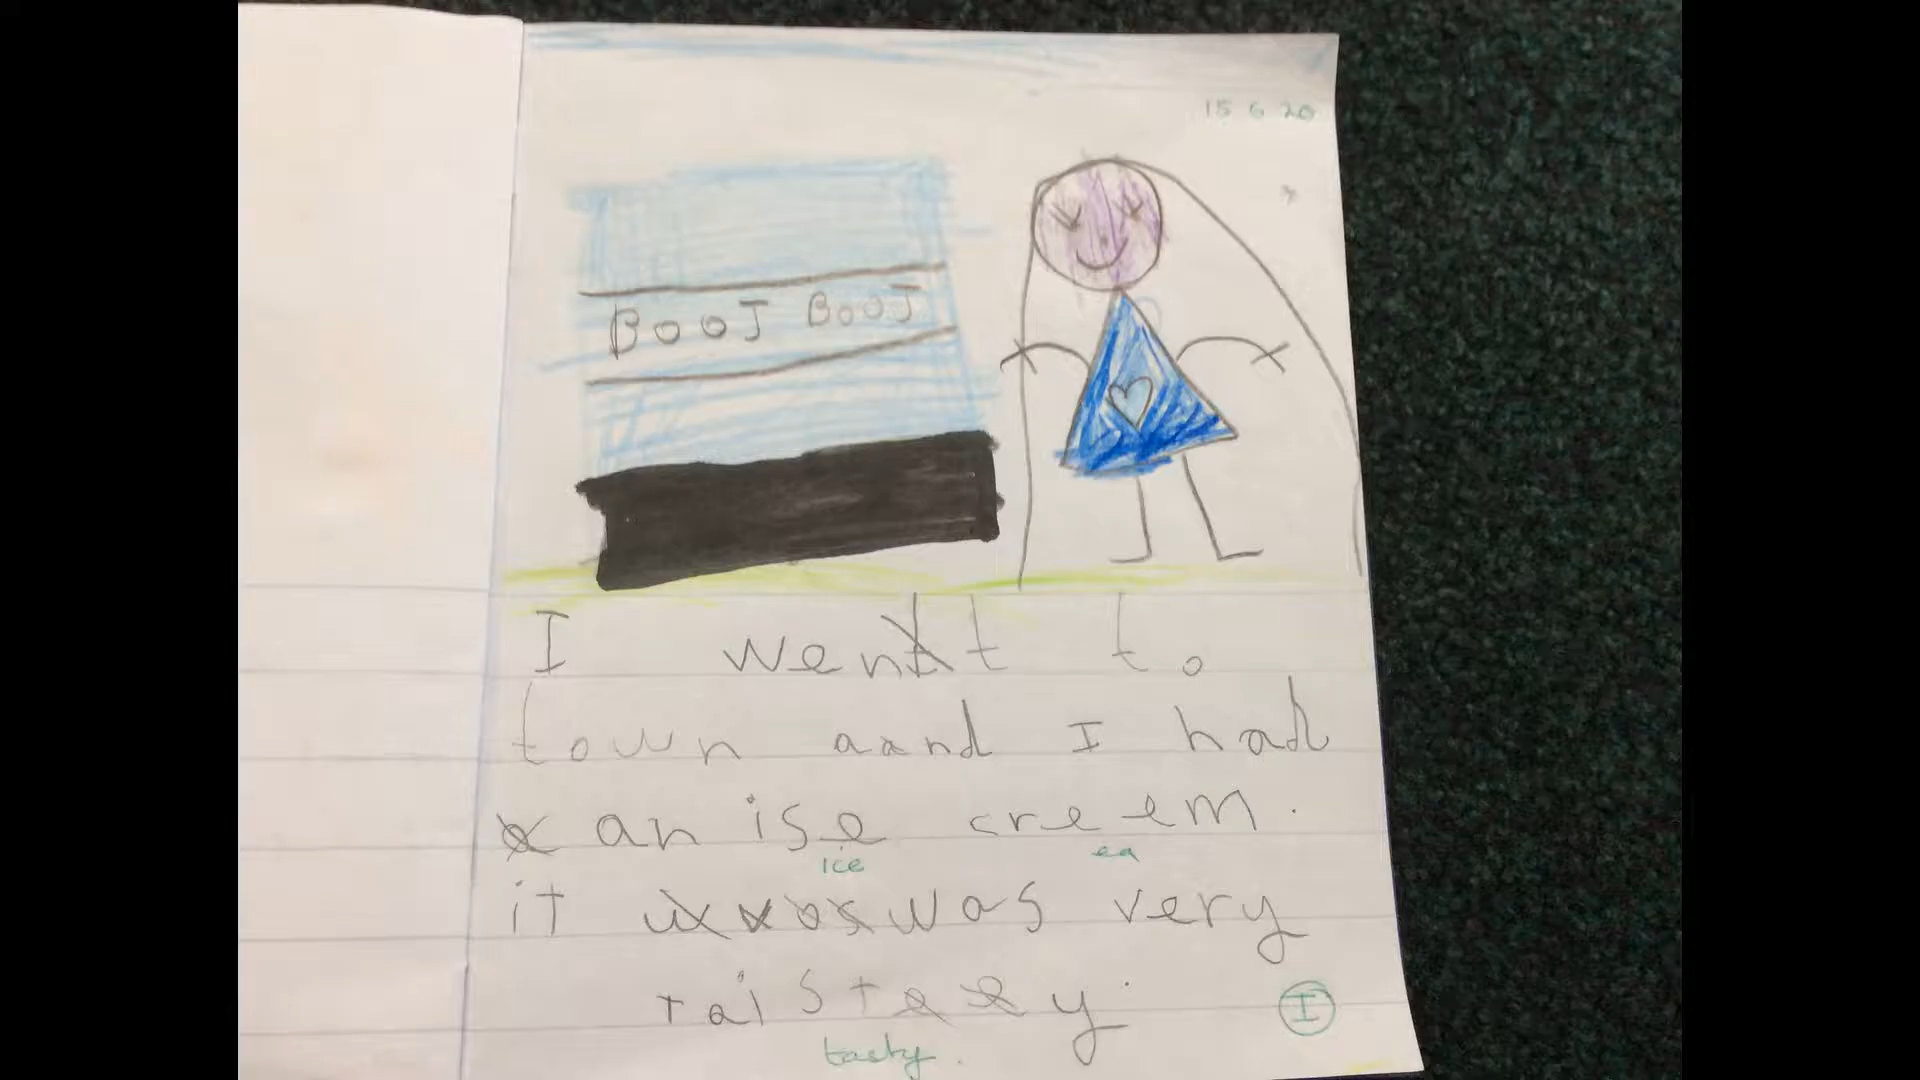 15 6 20
BOOJ BOOJ
I went to
town aand I had
an ise creem.
ice ea
it was very
taisty.
tasty.
I